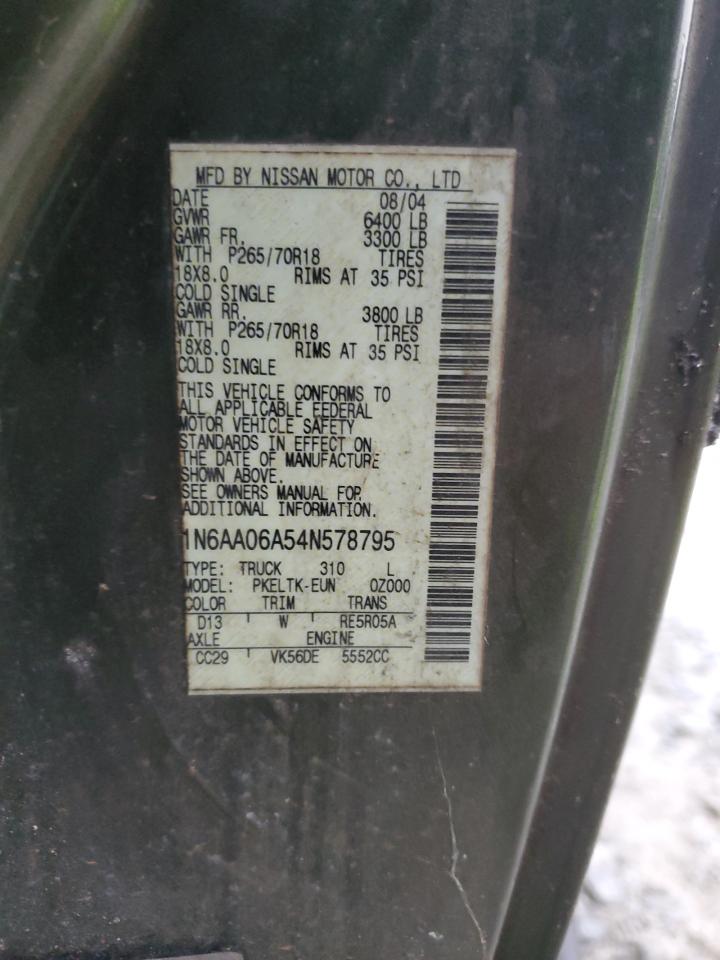 MFD BY NISSAN MOTOR CO., LTD
DATE 08/04
GVWR 6400 LB
GAWR FR. 3300 LB
WITH P265/70R18 TIRES
18X8.0 RIMS AT 35 PSI
COLD SINGLE
GAWR RR. 3800 LB
WITH P265/70R18 TIRES
18X8.0 RIMS AT 35 PSI
COLD SINGLE
THIS VEHICLE CONFORMS TO
ALL APPLICABLE FEDERAL
MOTOR VEHICLE SAFETY
STANDARDS IN EFFECT ON
THE DATE OF MANUFACTURE
SHOWN ABOVE.
SEE OWNERS MANUAL FOR
ADDITIONAL INFORMATION.
1N6AA06A54N578795
TYPE: TRUCK 310 L
MODEL: PKELTK-EUN 0Z000
COLOR TRIM TRANS
D13 W RE5R05A
AXLE ENGINE
CC29 VK56DE 5552CC